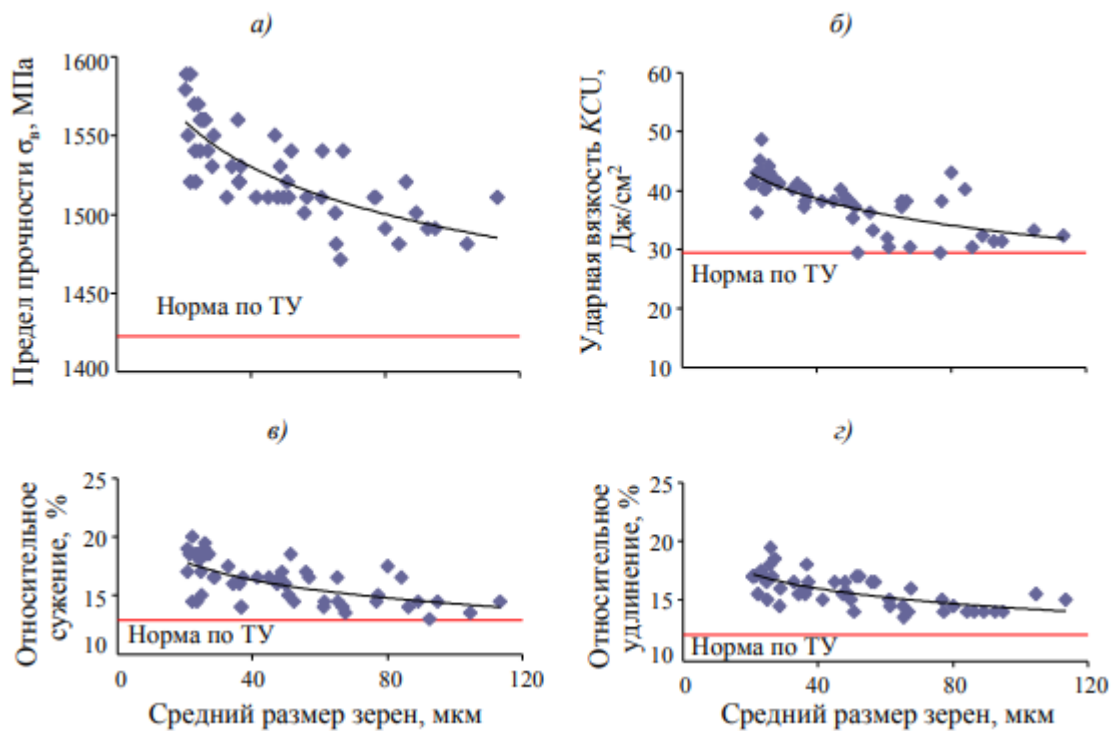 а)
Предел прочности σв, МПа
1600
1550
1500
1450
1400
Норма по ТУ
б)
Ударная вязкость KCU,
Дж/см²
60
50
40
30
20
10
Норма по ТУ
в)
Относительное
сужение, %
25
20
15
10
Норма по ТУ
0
40
80
120
Средний размер зерен, мкм
г)
Относительное
удлинение, %
25
20
15
10
Норма по ТУ
0
40
80
120
Средний размер зерен, мкм